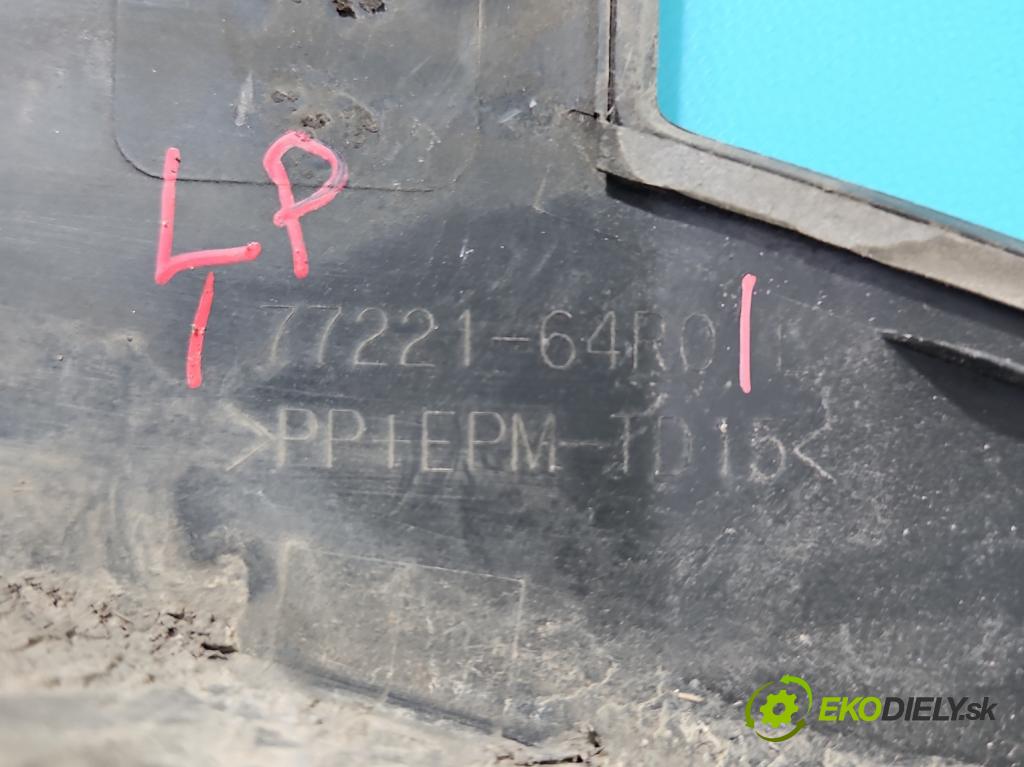 LP
77221-64R0
>PP+EPM-TD15<
EKODIELY.sk